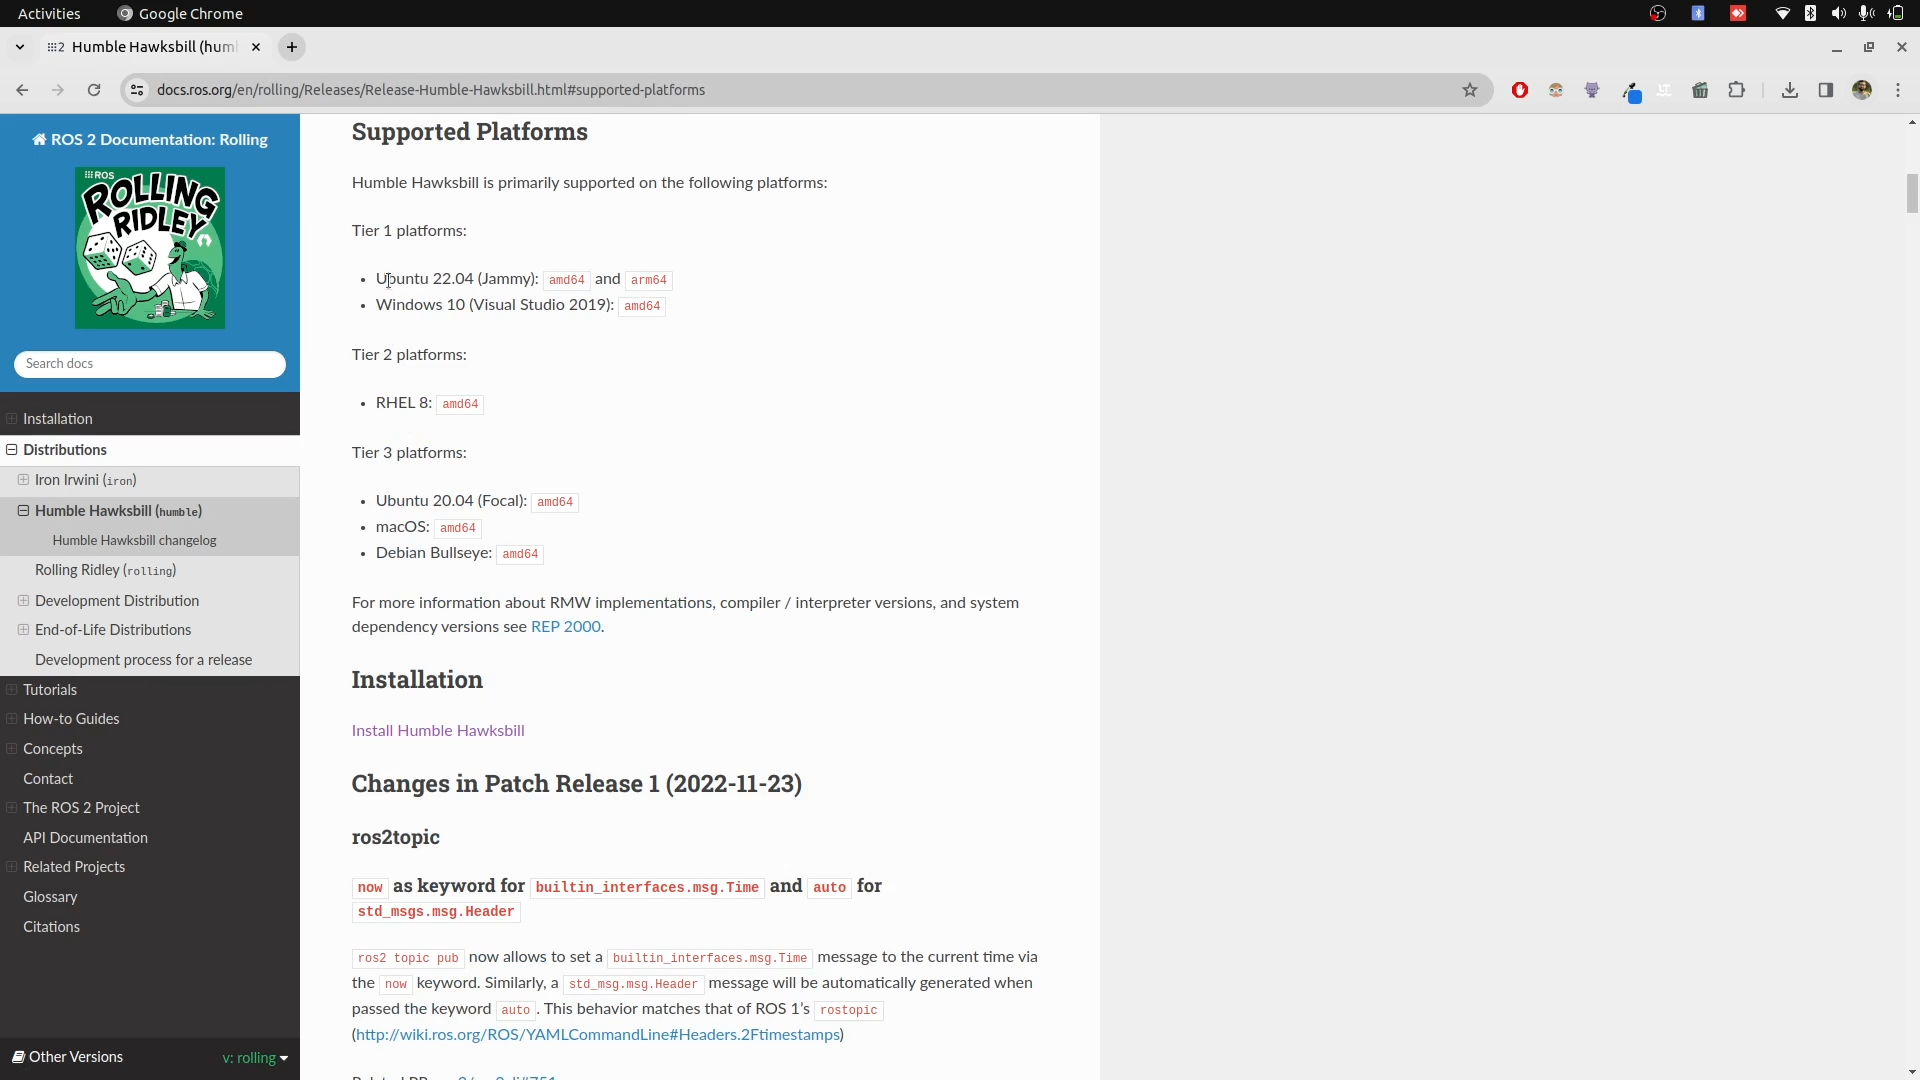 Activities
Google Chrome
Humble Hawksbill (huml
docs.ros.org/en/rolling/Releases/Release-Humble-Hawksbill.html#supported-platforms
ROS 2 Documentation: Rolling
ROS
ROLLING
RIDLEY
Search docs
Installation
Distributions
Iron Irwini (iron)
Humble Hawksbill (humble)
Humble Hawksbill changelog
Rolling Ridley (rolling)
Development Distribution
End-of-Life Distributions
Development process for a release
Tutorials
How-to Guides
Concepts
Contact
The ROS 2 Project
API Documentation
Related Projects
Glossary
Citations
Other Versions
v: rolling
Supported Platforms
Humble Hawksbill is primarily supported on the following platforms:
Tier 1 platforms:
• Ubuntu 22.04 (Jammy): amd64 and arm64
• Windows 10 (Visual Studio 2019): amd64
Tier 2 platforms:
• RHEL 8: amd64
Tier 3 platforms:
• Ubuntu 20.04 (Focal): amd64
• macOS: amd64
• Debian Bullseye: amd64
For more information about RMW implementations, compiler / interpreter versions, and system
dependency versions see REP 2000.
Installation
Install Humble Hawksbill
Changes in Patch Release 1 (2022-11-23)
ros2topic
now as keyword for builtin_interfaces.msg.Time and auto for
std_msgs.msg.Header
ros2 topic pub now allows to set a builtin_interfaces.msg.Time message to the current time via
the now keyword. Similarly, a std_msg.msg.Header message will be automatically generated when
passed the keyword auto. This behavior matches that of ROS 1’s rostopic
(http://wiki.ros.org/ROS/YAMLCommandLine#Headers.2Ftimestamps)